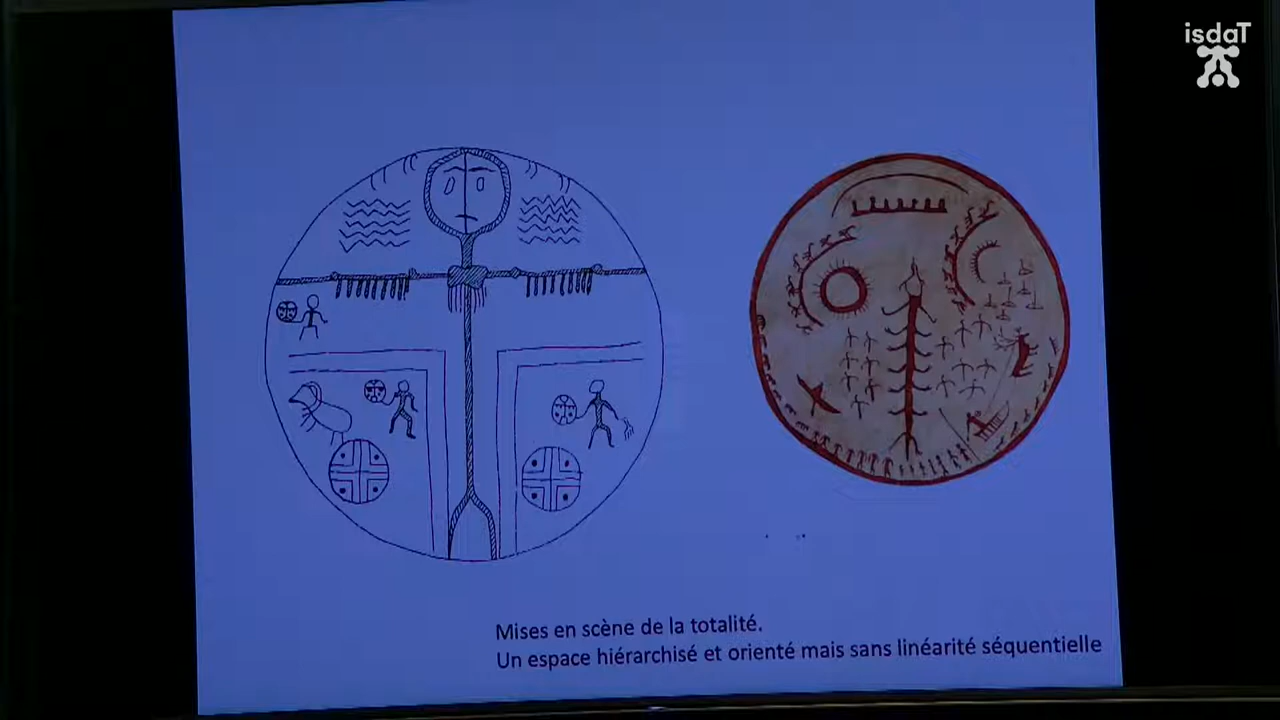 isdaT
Mises en scène de la totalité.
Un espace hiérarchisé et orienté mais sans linéarité séquentielle